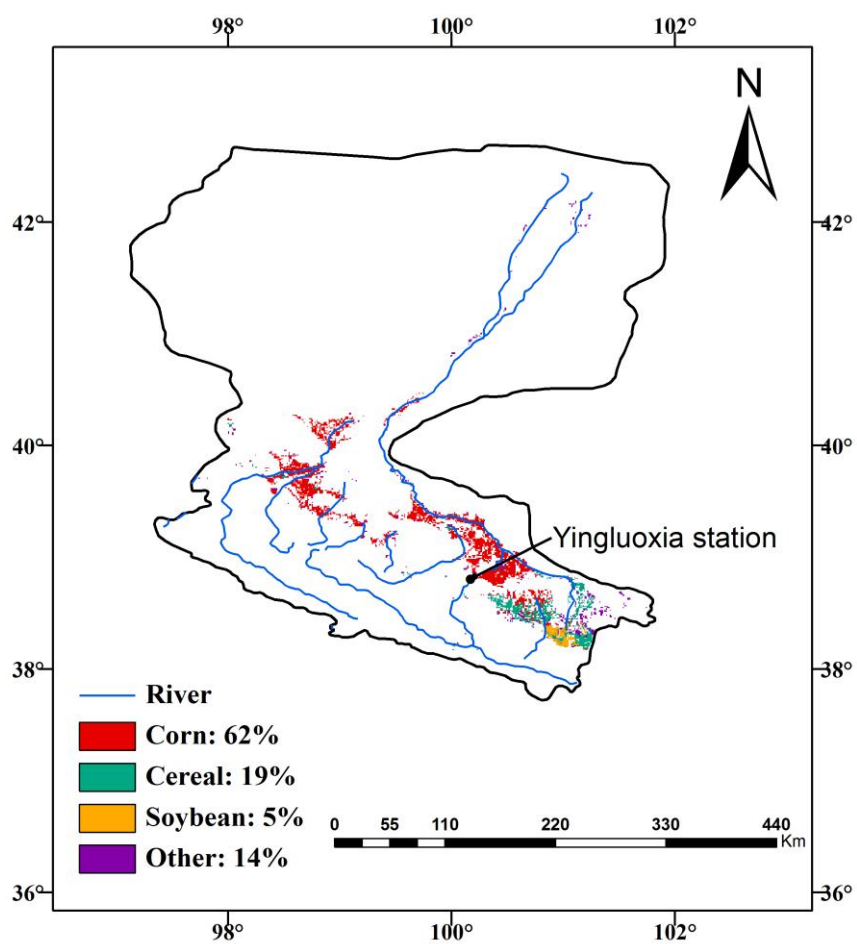 98° 100° 102°
N
42° 42°
40° 40°
Yingluoxia station
38° 38°
River
Corn: 62%
Cereal: 19%
Soybean: 5%
Other: 14%
0 55 110 220 330 440
Km
36° 36°
98° 100° 102°